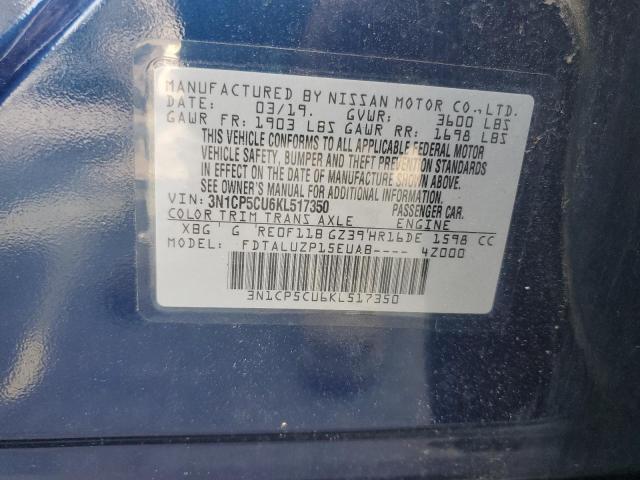 MANUFACTURED BY NISSAN MOTOR CO., LTD.
DATE: 03/19. GVWR: 3600 LBS
GAWR FR: 1903 LBS GAWR RR: 1698 LBS
THIS VEHICLE CONFORMS TO ALL APPLICABLE FEDERAL MOTOR
VEHICLE SAFETY, BUMPER AND THEFT PREVENTION STANDARDS
IN EFFECT ON THE DATE OF MANUFACTURE SHOWN ABOVE.
SEE OWNER'S MANUAL FOR ADDITIONAL INFORMATION.
VIN: 3N1CP5CU6KL517350 PASSENGER CAR.
COLOR TRIM TRANS AXLE ENGINE
XBG G RE0F11B GZ39 HR16DE 1598 CC
MODEL: FDTALUZP15EUAB---- 42000
3N1CP5CU6KL517350